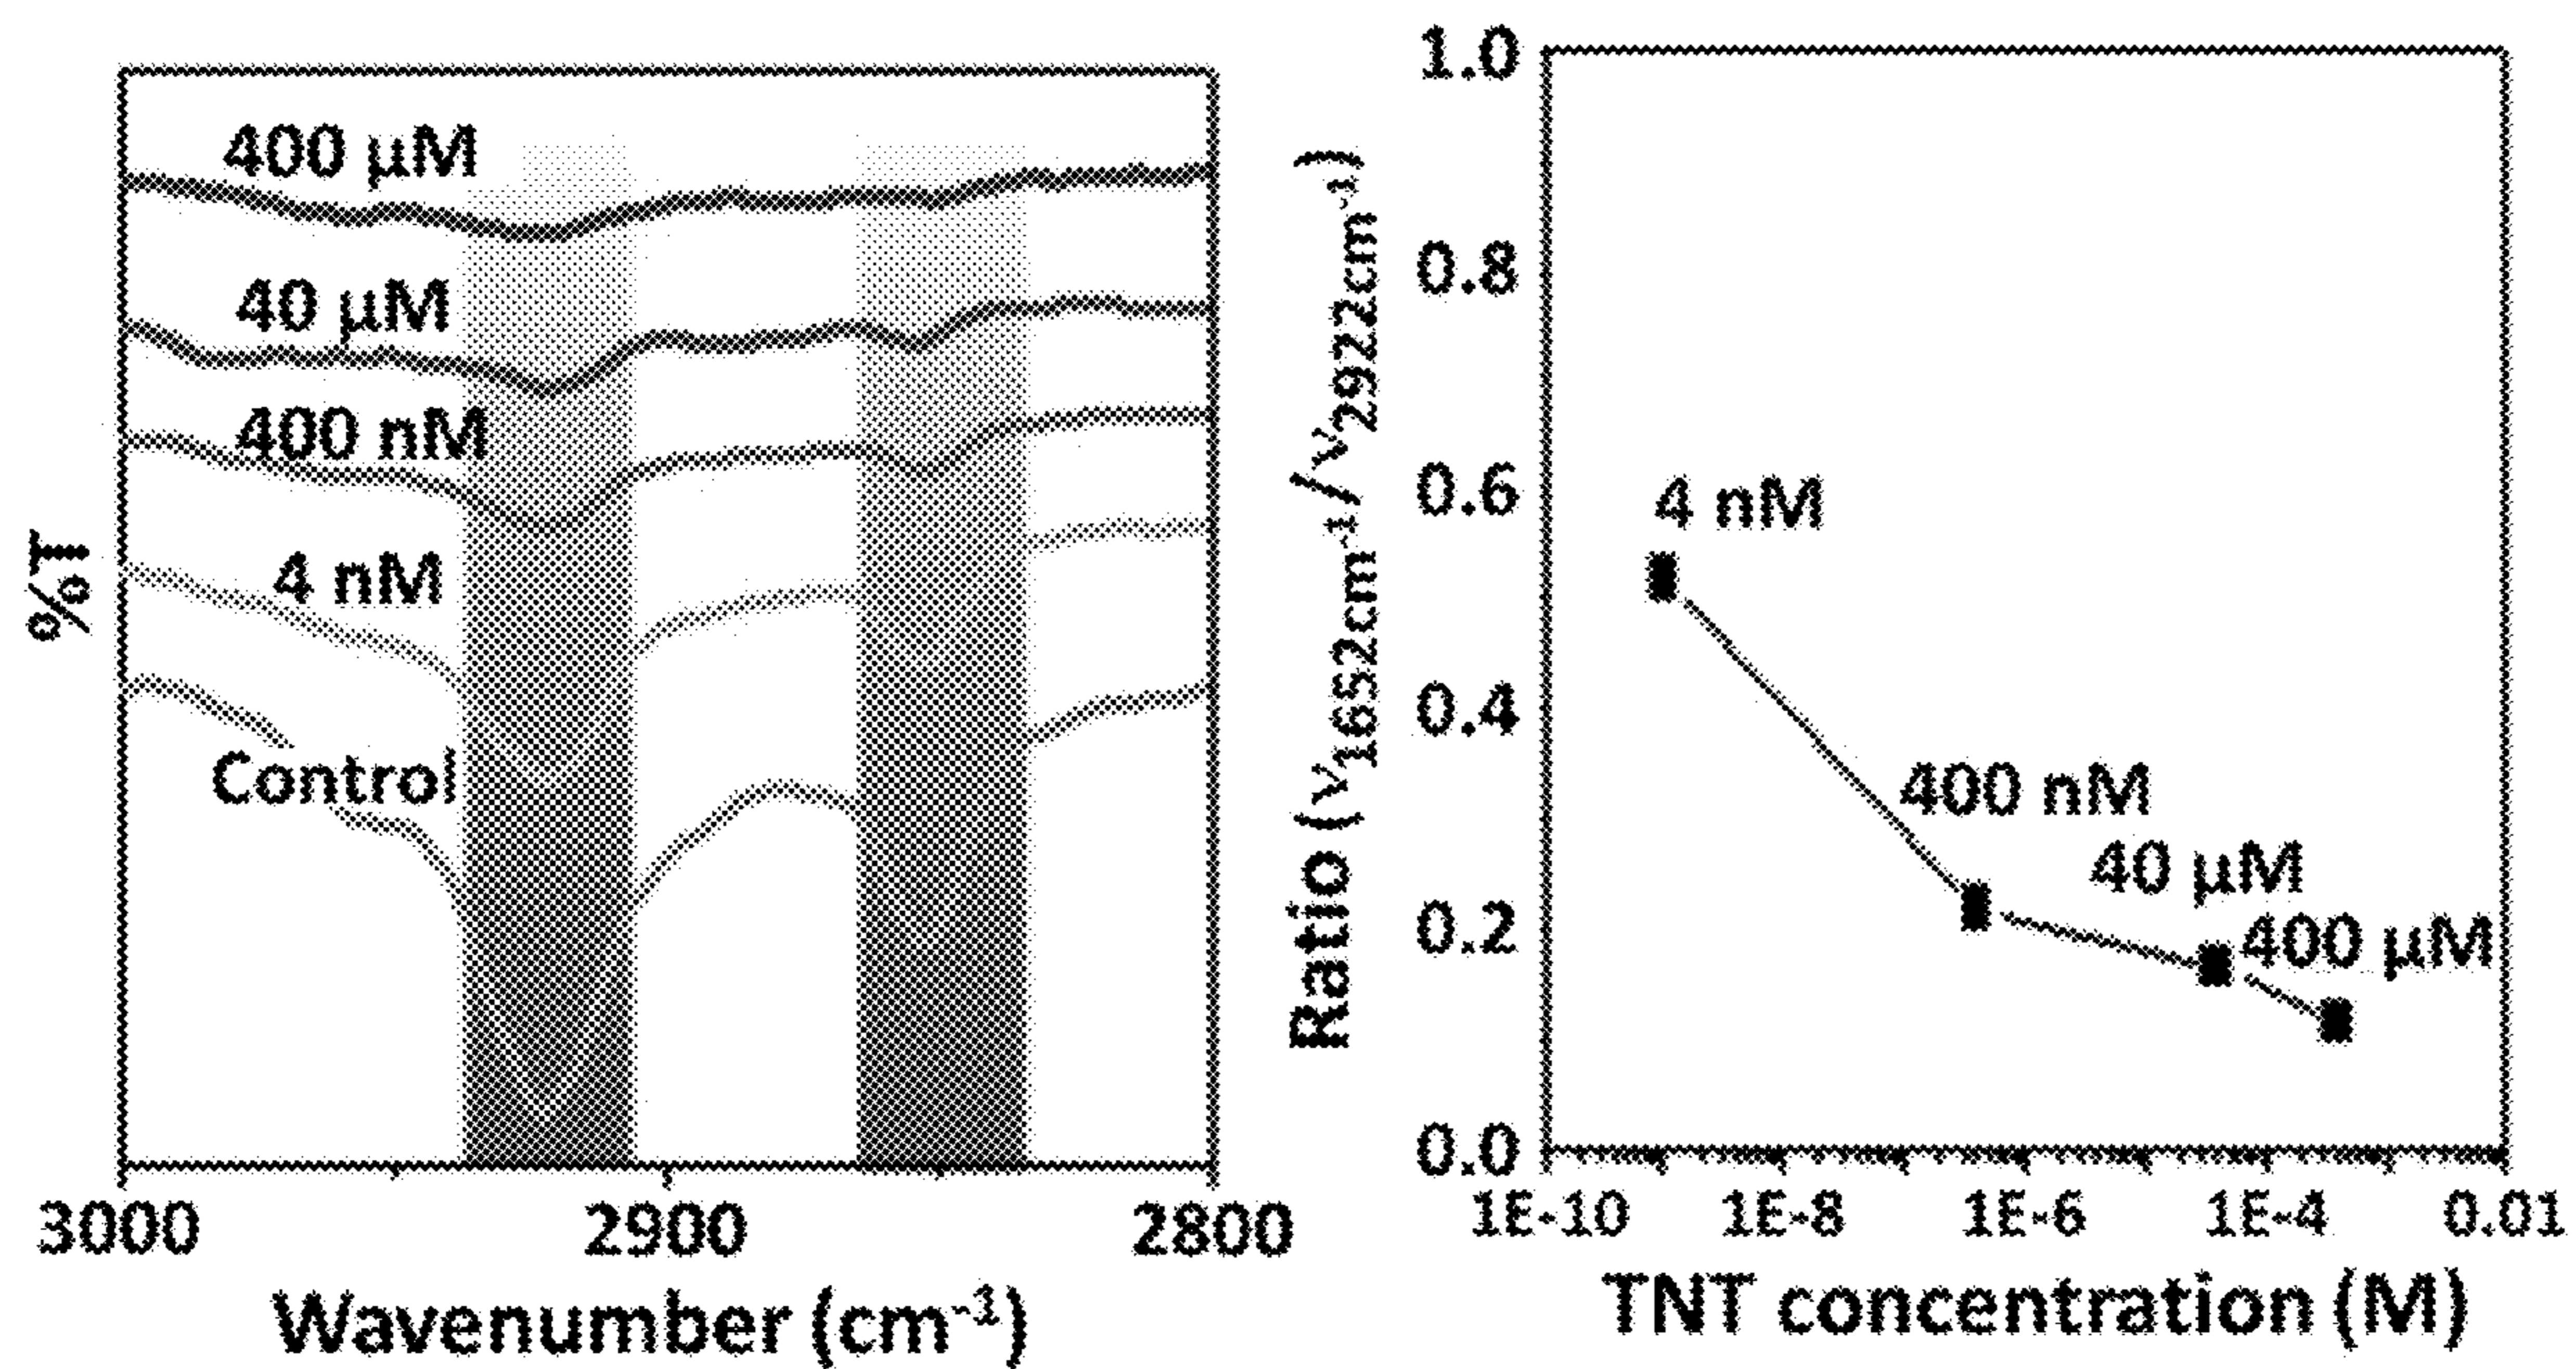 400 μM
40 μM
400 nM
4 nM
Control
%T
3000
2900
2800
Wavenumber (cm⁻¹)
1.0
0.8
0.6
0.4
0.2
0.0
Ratio (ν1652cm⁻¹/ν2922cm⁻¹)
4 nM
400 nM
40 μM
400 μM
1E-10
1E-8
1E-6
1E-4
0.01
TNT concentration (M)